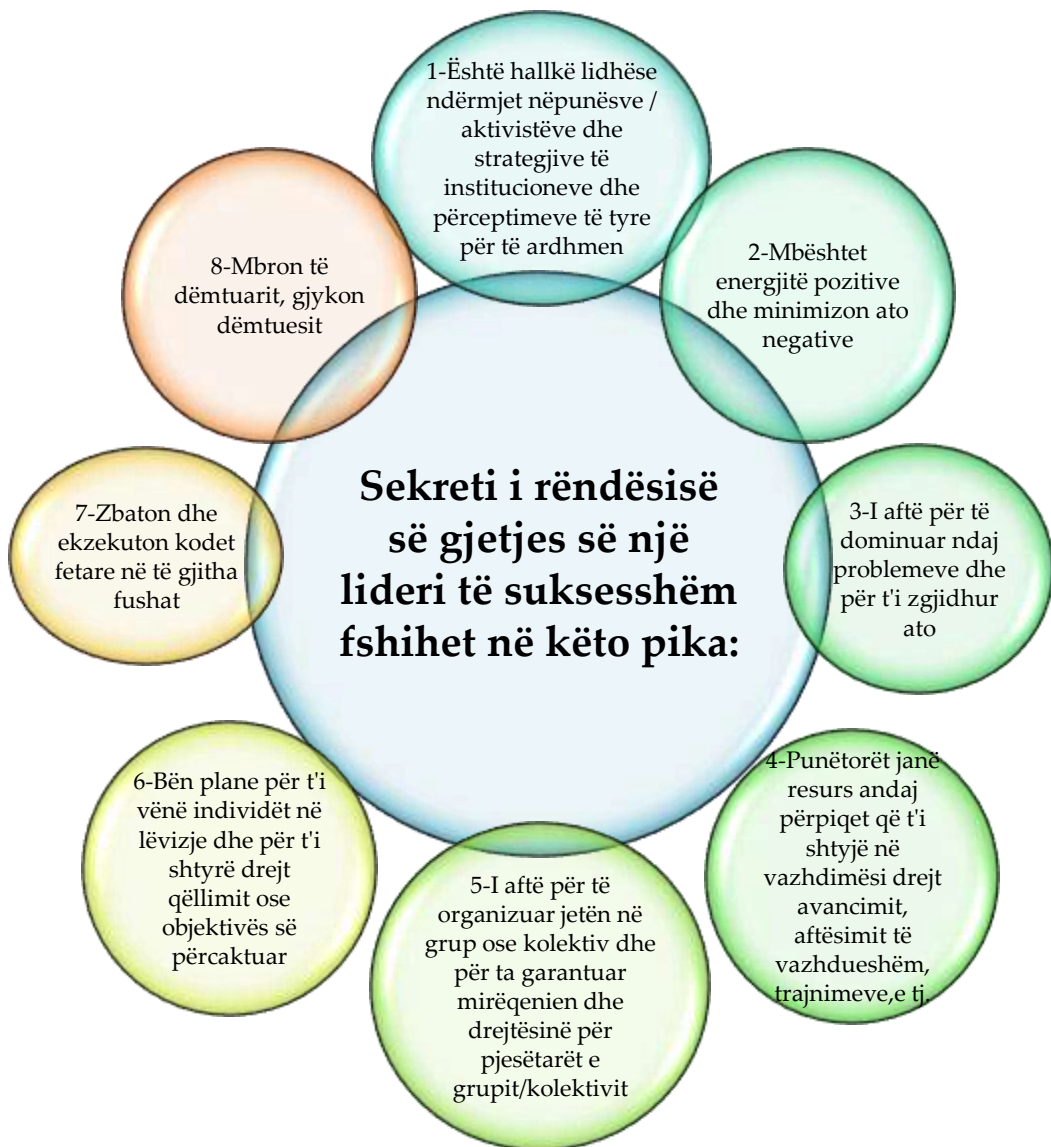 1-Është hallkë lidhëse
ndërmjet nëpunësve /
aktivistëve dhe
strategjive të
institucioneve dhe
përceptimeve të tyre
për të ardhmen
2-Mbështet
energjitë pozitive
dhe minimizon ato
negative
3-I aftë për të
dominuar ndaj
problemeve dhe
për t'i zgjidhur
ato
4-Punëtorët janë
resurs andaj
përpiqet që t'i
shtyjë në
vazhdimësi drejt
avancimit,
aftësimit të
vazhdueshëm,
trajnimeve,e tj.
5-I aftë për të
organizuar jetën në
grup ose kolektiv dhe
për ta garantuar
mirëqenien dhe
drejtësinë për
pjesëtarët e
grupit/kolektivit
6-Bën plane për t'i
vënë individët në
lëvizje dhe për t'i
shtyrë drejt
qëllimit ose
objektivës së
përcaktuar
7-Zbaton dhe
ekzekuton kodet
fetare në të gjitha
fushat
8-Mbron të
dëmtuarit, gjykon
dëmtuesit
Sekreti i rëndësisë
së gjetjes së një
lideri të suksesshëm
fshihet në këto pika: